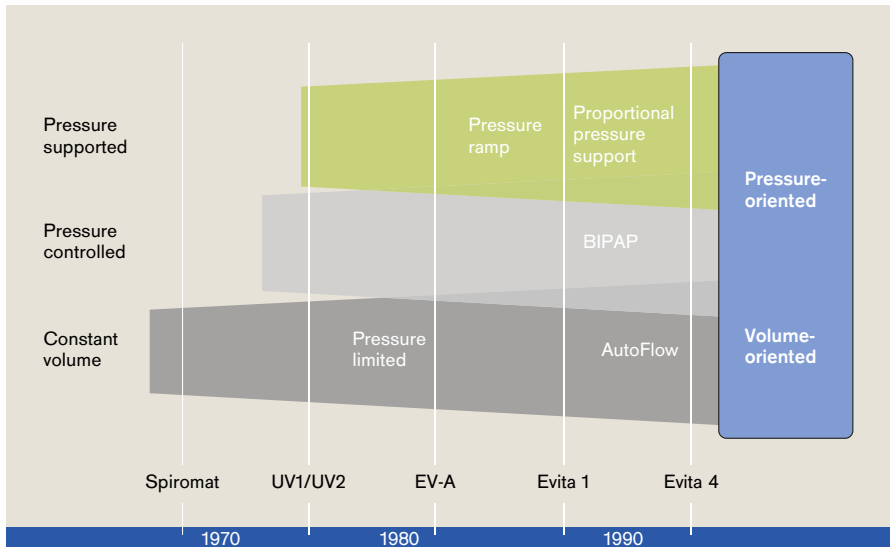 Pressure
supported
Pressure
ramp
Proportional
pressure
support
Pressure-
oriented
Pressure
controlled
BIPAP
Constant
volume
Pressure
limited
AutoFlow
Volume-
oriented
Spiromat
UV1/UV2
EV-A
Evita 1
Evita 4
1970
1980
1990